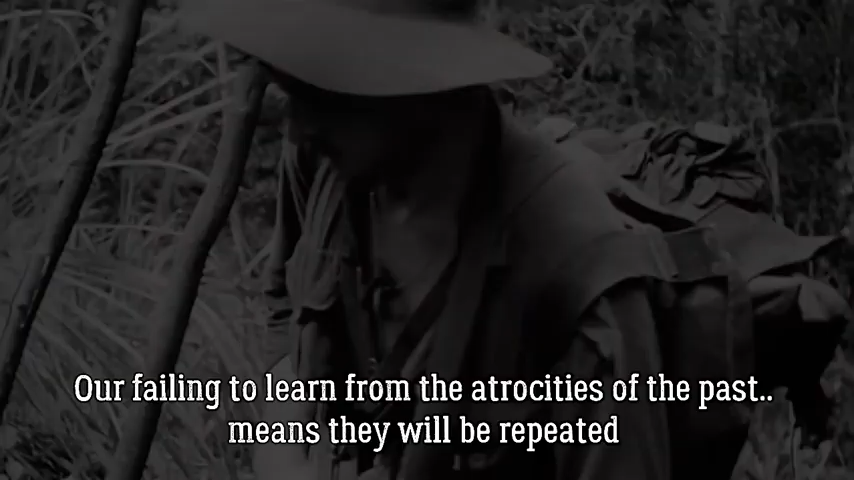 Our failing to learn from the atrocities of the past..
means they will be repeated